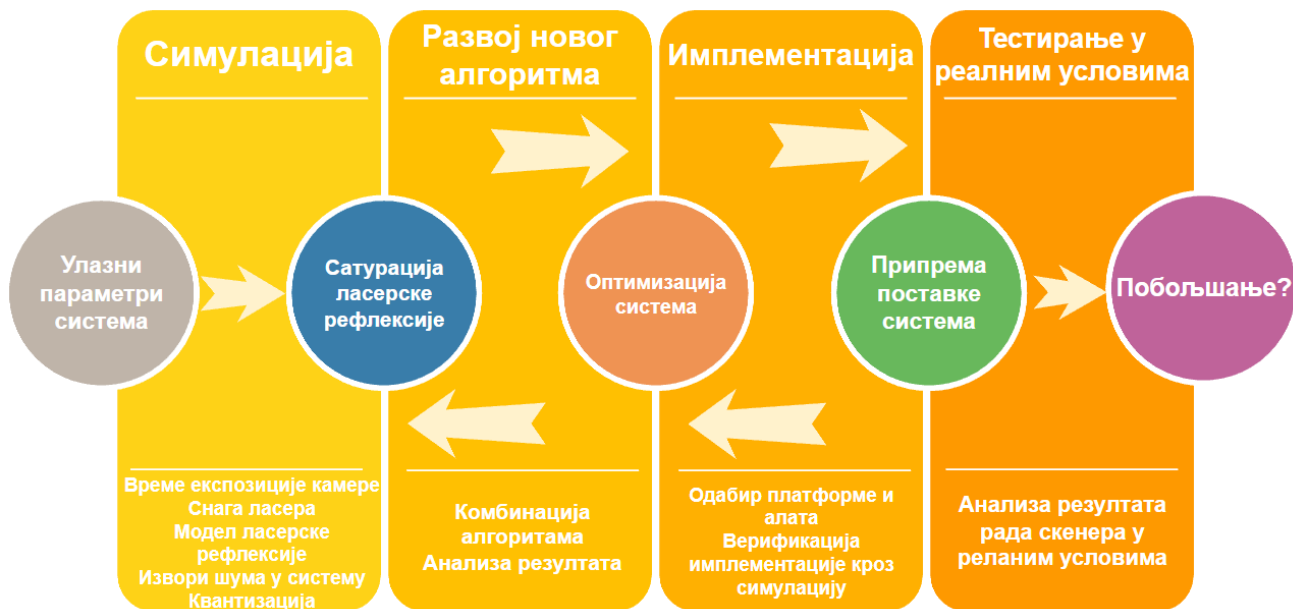 Симулација
Развој новог
алгоритма
Имплементација
Тестирање у
реалним условима
Улазни
параметри
система
Сатурација
ласерске
рефлексије
Оптимизација
система
Припрема
поставке
система
Побољшање?
Време експозиције камере
Снага ласера
Модел ласерске
рефлексије
Извори шума у систему
Квантизација
Комбинација
алгоритама
Анализа резултата
Одабир платформе и
алата
Верификација
имплементације кроз
симулацију
Анализа резултата
рада скенера у
реланим условима